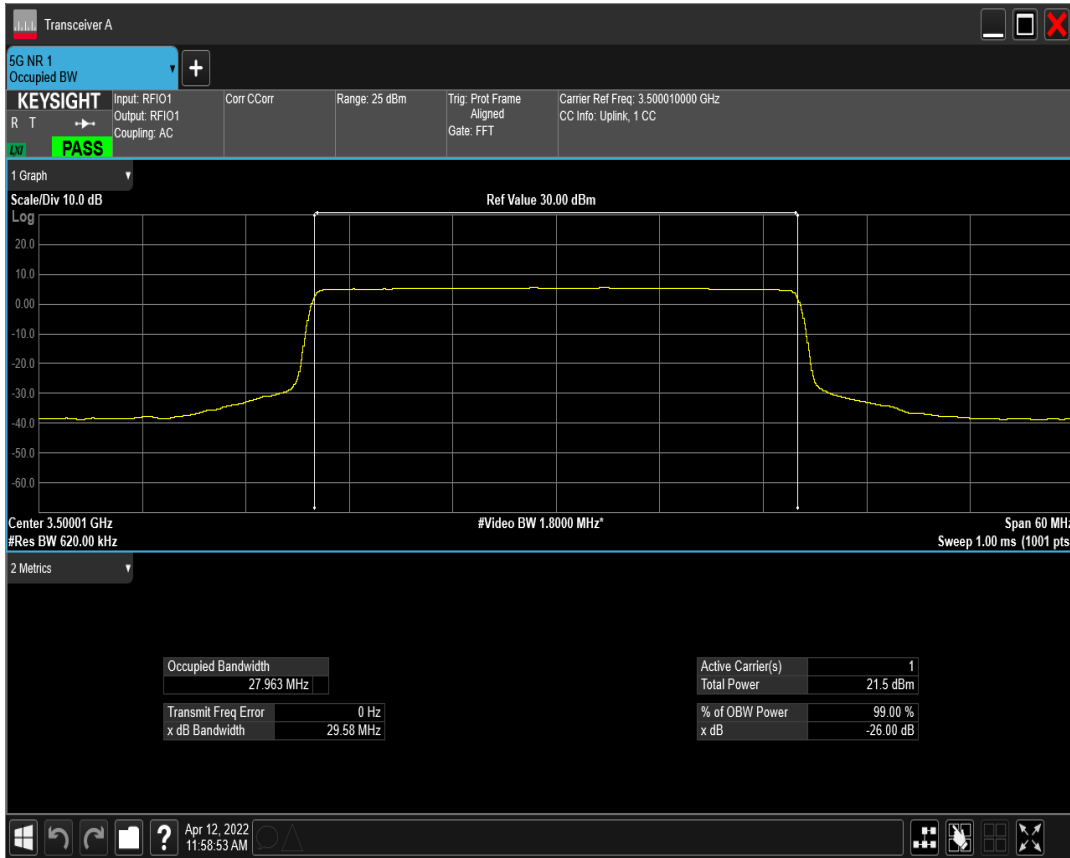 Transceiver A
5G NR 1
Occupied BW
KEYSIGHT
R T
LXI
PASS
Input: RFIO1
Output: RFIO1
Coupling: AC
Corr CCorr
Range: 25 dBm
Trig: Prot Frame
Aligned
Gate: FFT
Carrier Ref Freq: 3.500010000 GHz
CC Info: Uplink, 1 CC
1 Graph
Scale/Div 10.0 dB
Ref Value 30.00 dBm
Log
20.0
10.0
0.00
-10.0
-20.0
-30.0
-40.0
-50.0
-60.0
Center 3.50001 GHz
#Video BW 1.8000 MHz*
Span 60 MHz
#Res BW 620.00 kHz
Sweep 1.00 ms (1001 pts
2 Metrics
Occupied Bandwidth
27.963 MHz
Transmit Freq Error 0 Hz
x dB Bandwidth 29.58 MHz
Active Carrier(s) 1
Total Power 21.5 dBm
% of OBW Power 99.00 %
x dB -26.00 dB
?
Apr 12, 2022
11:58:53 AM